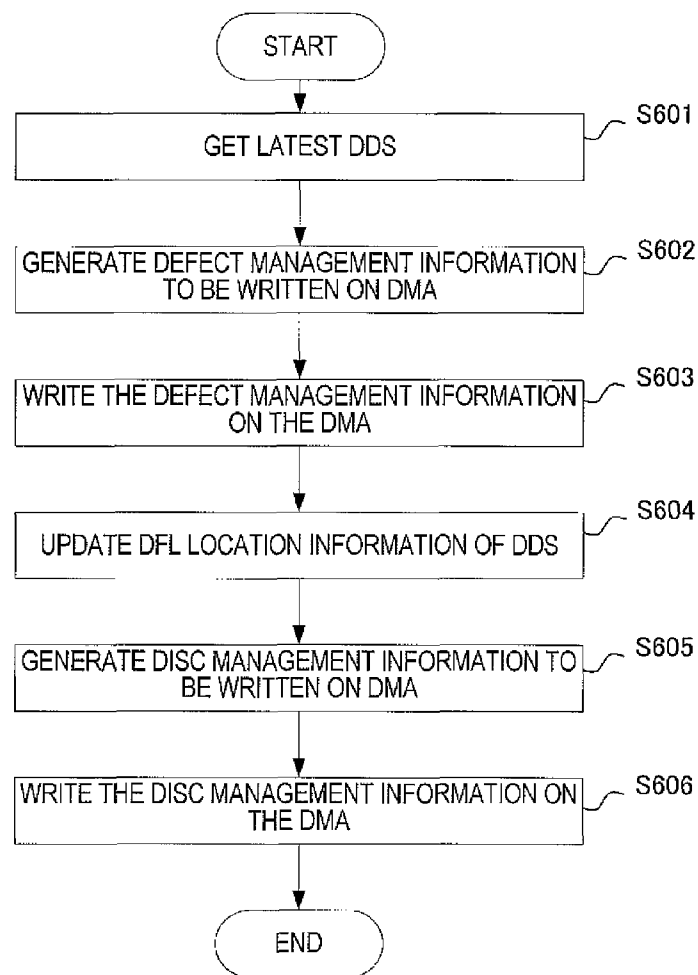 START
S601
GET LATEST DDS
S602
GENERATE DEFECT MANAGEMENT INFORMATION
TO BE WRITTEN ON DMA
S603
WRITE THE DEFECT MANAGEMENT INFORMATION
ON THE DMA
S604
UPDATE DFL LOCATION INFORMATION OF DDS
S605
GENERATE DISC MANAGEMENT INFORMATION TO
BE WRITTEN ON DMA
S606
WRITE THE DISC MANAGEMENT INFORMATION ON
THE DMA
END